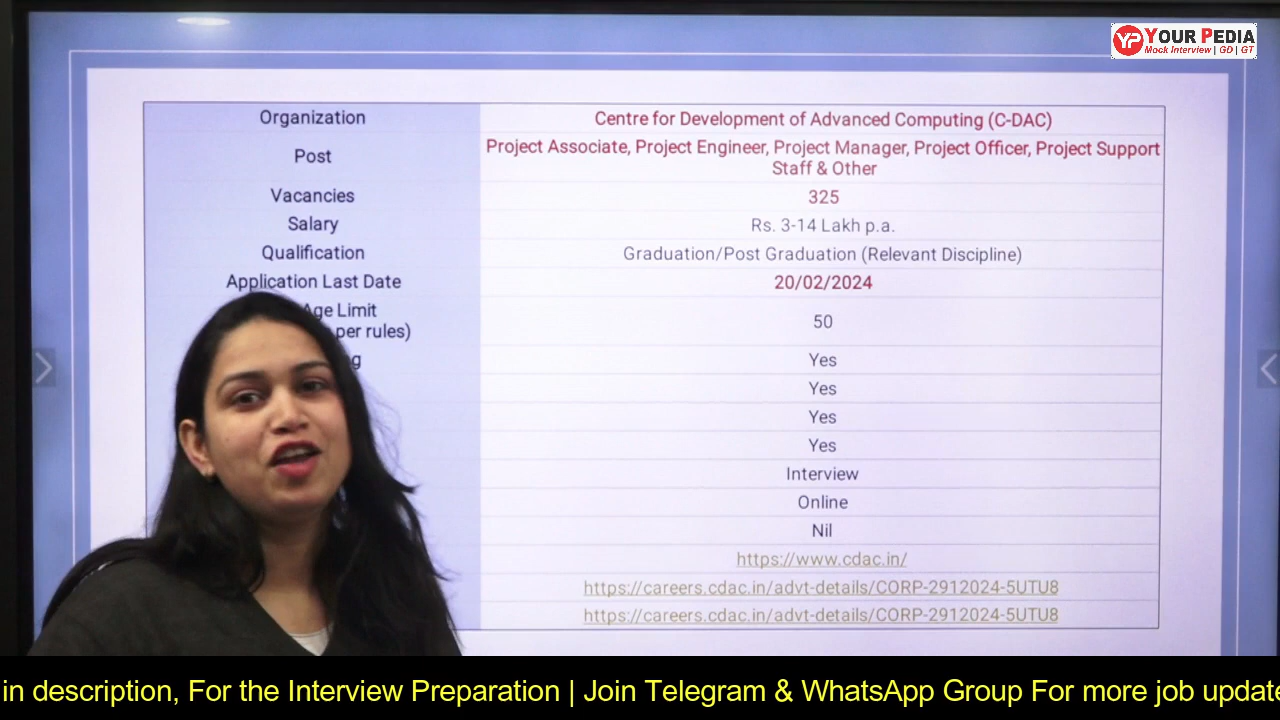 YP YOUR PEDIA
Mock Interview | GD | GT
Organization Centre for Development of Advanced Computing (C-DAC)
Post Project Associate, Project Engineer, Project Manager, Project Officer, Project Support
Staff & Other
Vacancies 325
Salary Rs. 3-14 Lakh p.a.
Qualification Graduation/Post Graduation (Relevant Discipline)
Application Last Date 20/02/2024
Age Limit
per rules) 50
Yes
Yes
Yes
Yes
Interview
Online
Nil
https://www.cdac.in/
https://careers.cdac.in/advt-details/CORP-2912024-5UTU8
https://careers.cdac.in/advt-details/CORP-2912024-5UTU8
in description, For the Interview Preparation | Join Telegram & WhatsApp Group For more job update